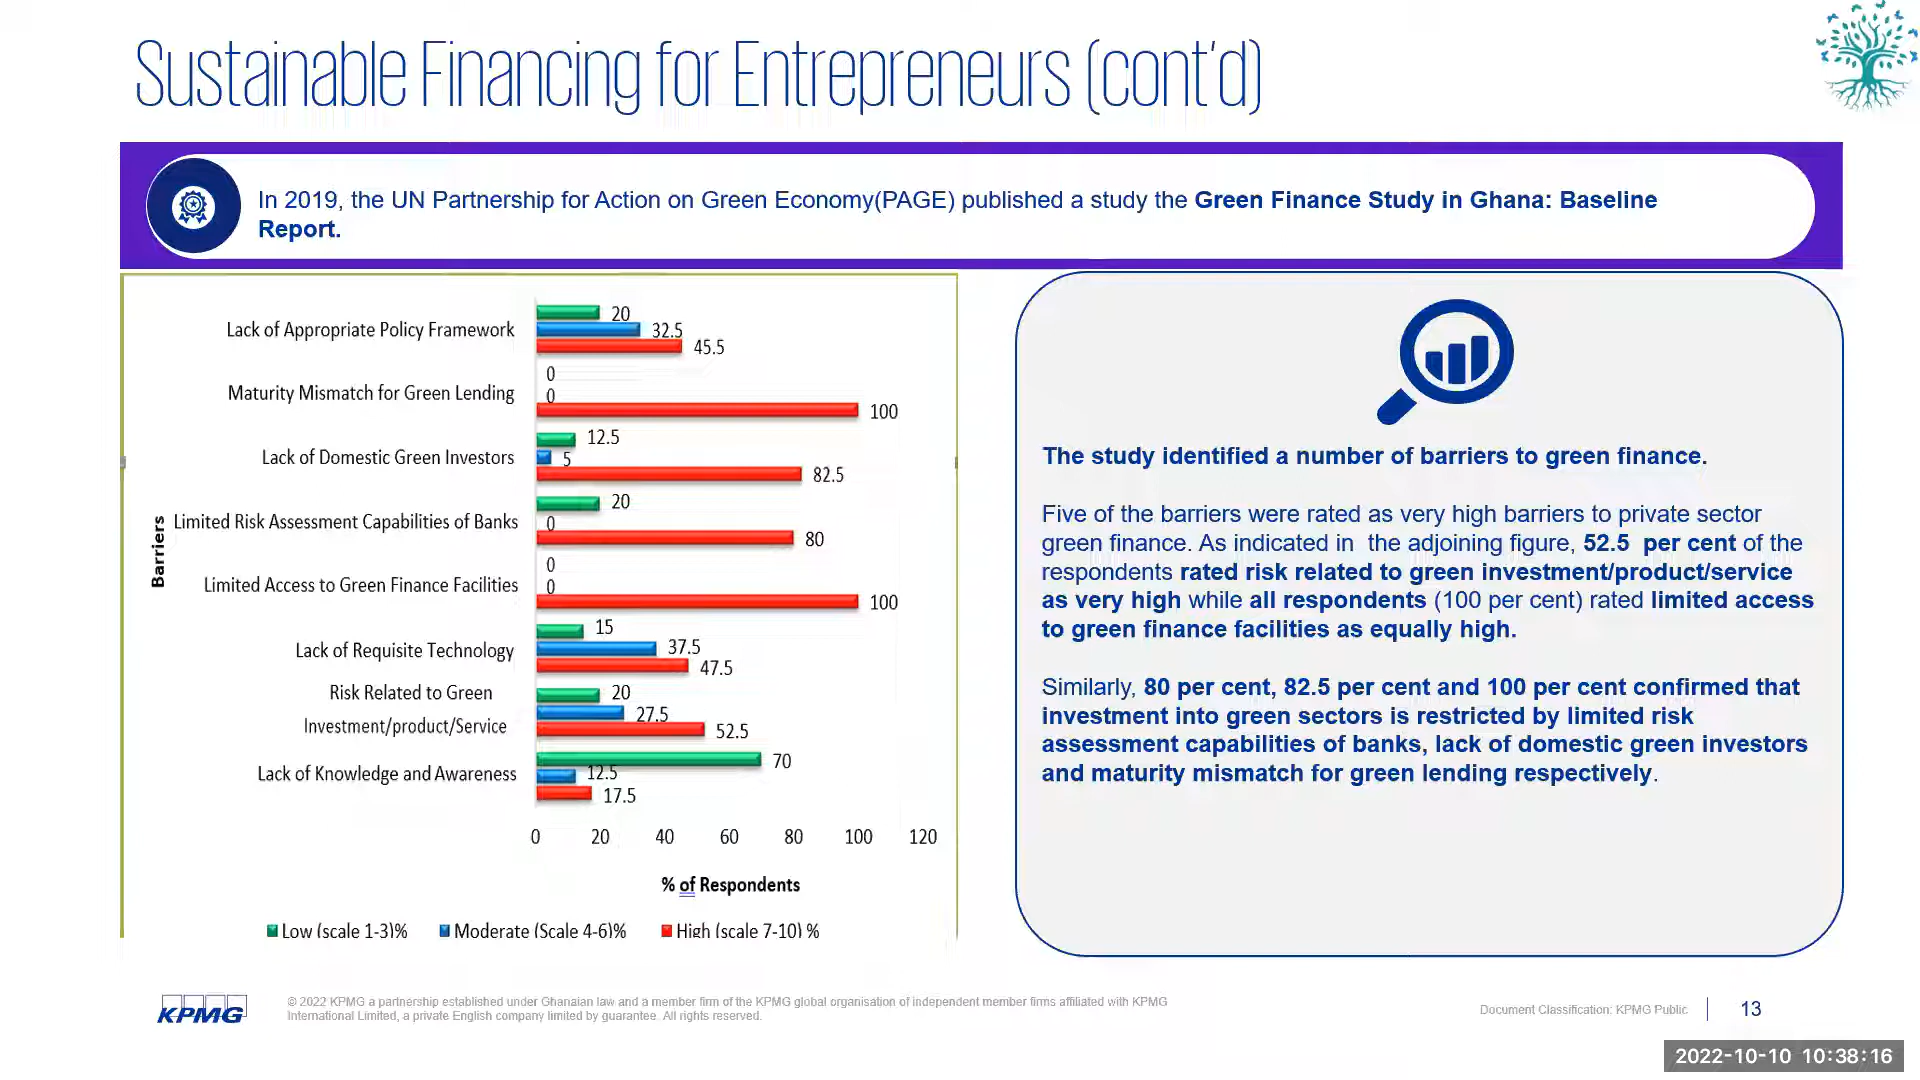 Sustainable Financing for Entrepreneurs (cont'd)
In 2019, the UN Partnership for Action on Green Economy(PAGE) published a study the Green Finance Study in Ghana: Baseline
Report.
Barriers
Lack of Appropriate Policy Framework
20
32.5
45.5
Maturity Mismatch for Green Lending
0
0
100
Lack of Domestic Green Investors
12.5
5
82.5
Limited Risk Assessment Capabilities of Banks
20
0
80
Limited Access to Green Finance Facilities
0
0
100
Lack of Requisite Technology
15
37.5
47.5
Risk Related to Green
Investment/product/Service
20
27.5
52.5
Lack of Knowledge and Awareness
70
12.5
17.5
0 20 40 60 80 100 120
% of Respondents
Low (scale 1-3)% Moderate (Scale 4-6)% High (scale 7-10) %
The study identified a number of barriers to green finance.
Five of the barriers were rated as very high barriers to private sector
green finance. As indicated in the adjoining figure, 52.5 per cent of the
respondents rated risk related to green investment/product/service
as very high while all respondents (100 per cent) rated limited access
to green finance facilities as equally high.
Similarly, 80 per cent, 82.5 per cent and 100 per cent confirmed that
investment into green sectors is restricted by limited risk
assessment capabilities of banks, lack of domestic green investors
and maturity mismatch for green lending respectively.
KPMG
© 2022 KPMG a partnership established under Ghanaian law and a member firm of the KPMG global organisation of independent member firms affiliated with KPMG
International Limited, a private English company limited by guarantee. All rights reserved.
Document Classification: KPMG Public
13
2022-10-10 10:38:16